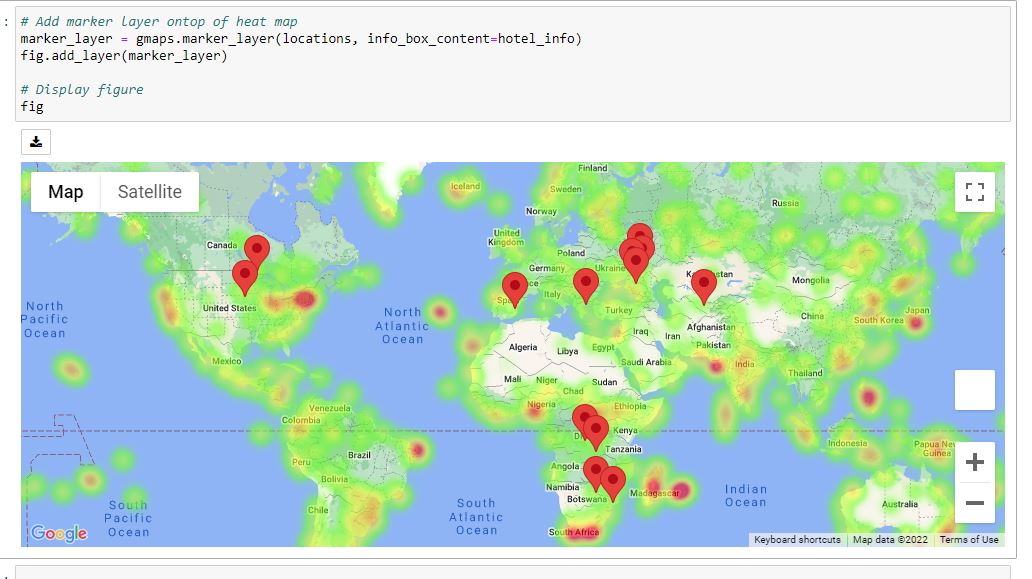 # Add marker layer ontop of heat map
marker_layer = gmaps.marker_layer(locations, info_box_content=hotel_info)
fig.add_layer(marker_layer)
# Display figure
fig
Map
Satellite
Finland
Iceland
Sweden
Russia
Norway
United
Kingdom
Canada
Poland
Germany
Ukraine
Mongolia
Italy
North
Pacific
Ocean
United States
North
Atlantic
Ocean
Turkey
China
Japan
South Korea
Iraq
Iran
Afghanistan
Pakistan
Algeria
Libya
Egypt
Saudi Arabia
India
Mexico
Thailand
Mali
Niger
Chad
Sudan
Nigeria
Ethiopia
Venezuela
Colombia
Kenya
Tanzania
Indonesia
Papua New
Guinea
Brazil
Peru
Bolivia
Angola
Namibia
Botswana
Madagascar
Indian
Ocean
Australia
Chile
South
Pacific
Ocean
South
Atlantic
Ocean
South Africa
Google
Keyboard shortcuts
Map data ©2022
Terms of Use